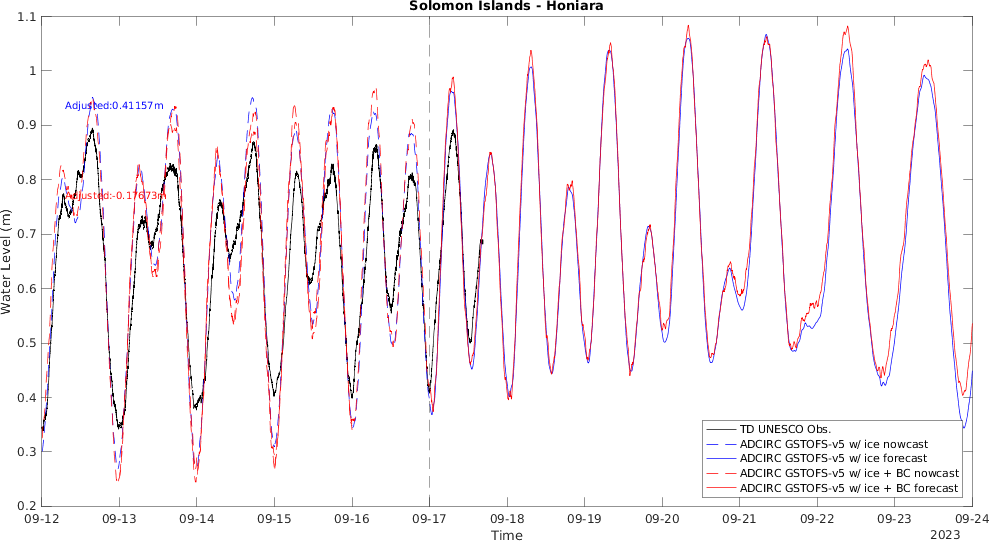 Solomon Islands - Honiara
1.1
1
0.9
0.8
0.7
0.6
0.5
0.4
0.3
0.2
Water Level (m)
Adjusted:0.41157m
Adjusted:-0.17673m
TD UNESCO Obs.
ADCIRC GSTOFS-v5 w/ ice nowcast
ADCIRC GSTOFS-v5 w/ ice forecast
ADCIRC GSTOFS-v5 w/ ice + BC nowcast
ADCIRC GSTOFS-v5 w/ ice + BC forecast
09-12 09-13 09-14 09-15 09-16 09-17 09-18 09-19 09-20 09-21 09-22 09-23 09-24
Time
2023